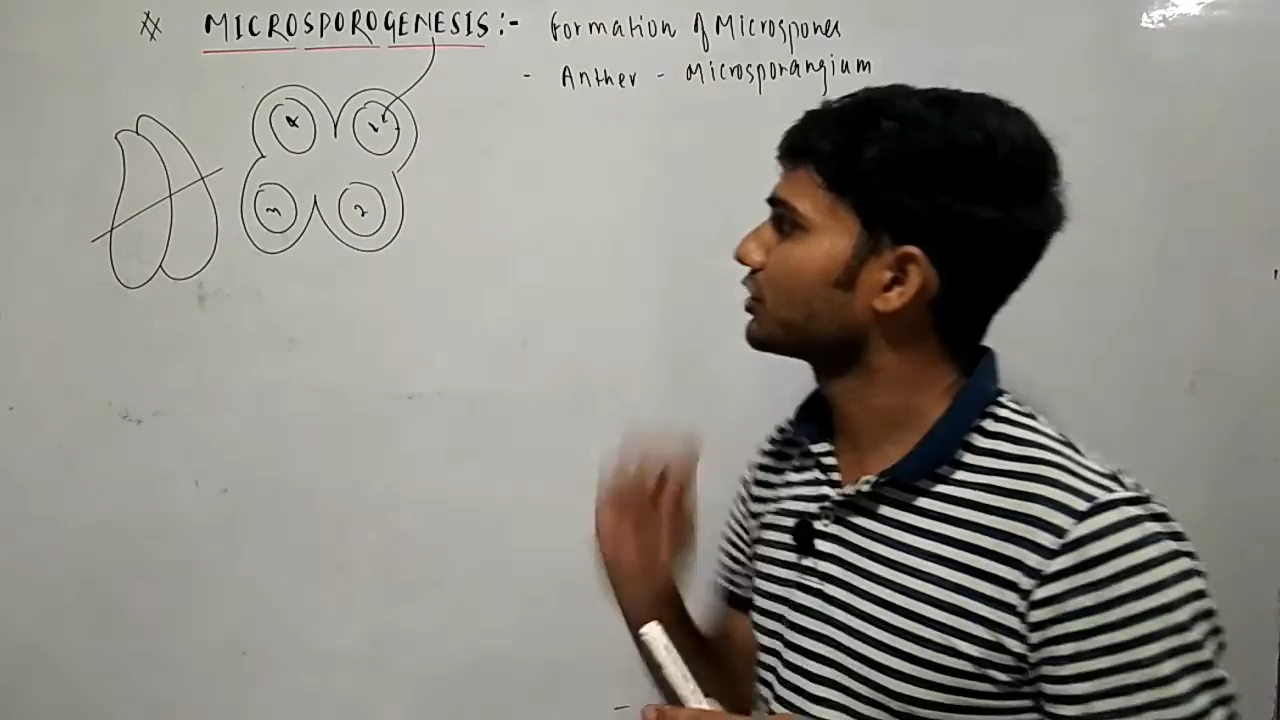 MICROSPOROGENESIS :- Formation of Microspores
- Anther - Microsporangium